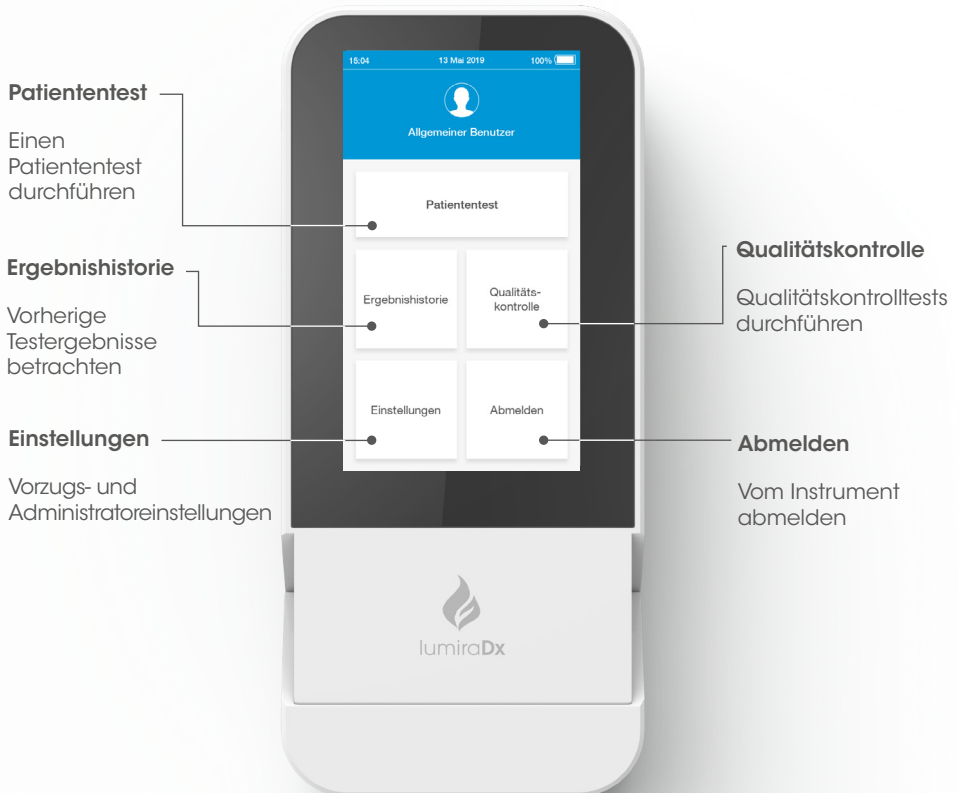 15:04 13 Mai 2019 100%
Allgemeiner Benutzer
Patiententest
Ergebnishistorie
Qualitäts-
kontrolle
Einstellungen
Abmelden
lumiraDx
Patiententest
Einen
Patiententest
durchführen
Ergebnishistorie
Vorherige
Testergebnisse
betrachten
Einstellungen
Vorzugs- und
Administratoreinstellungen
Qualitätskontrolle
Qualitätskontrolltests
durchführen
Abmelden
Vom Instrument
abmelden